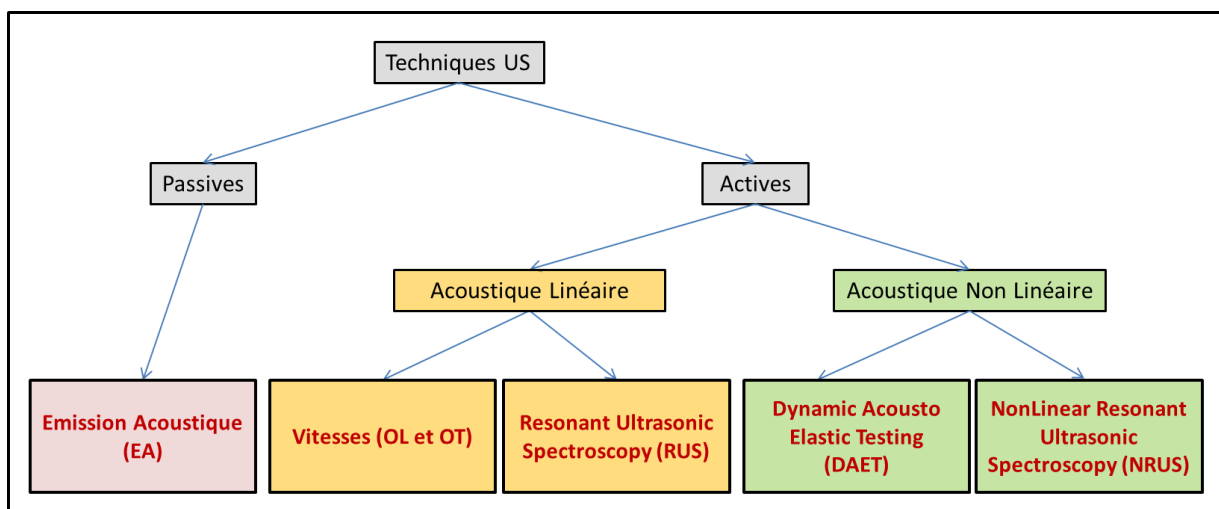 Techniques US
Passives
Actives
Acoustique Linéaire
Acoustique Non Linéaire
Emission Acoustique
(EA)
Vitesses (OL et OT)
Resonant Ultrasonic
Spectroscopy (RUS)
Dynamic Acousto
Elastic Testing
(DAET)
NonLinear Resonant
Ultrasonic
Spectroscopy (NRUS)